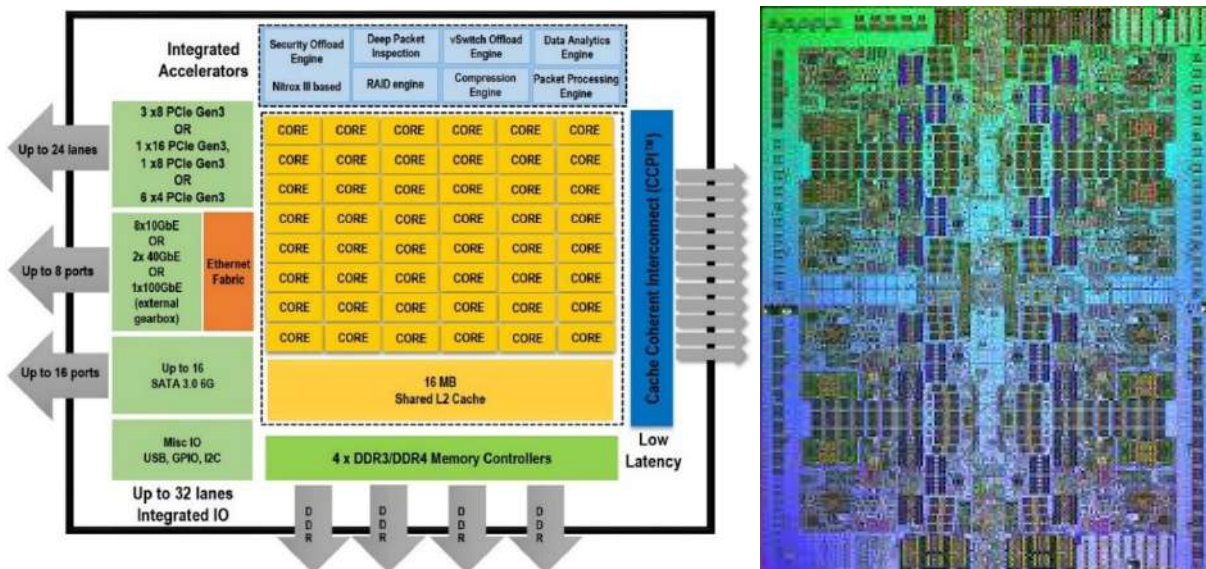 Integrated
Accelerators
Security Offload
Engine
Nitrox III based
Deep Packet
Inspection
RAID engine
vSwitch Offload
Engine
Compression
Engine
Data Analytics
Engine
Packet Processing
Engine
3 x8 PCIe Gen3
OR
1 x16 PCIe Gen3,
1 x8 PCIe Gen3
OR
6 x4 PCIe Gen3
Up to 24 lanes
8x10GbE
OR
2x 40GbE
OR
1x100GbE
(external
gearbox)
Ethernet
Fabric
Up to 8 ports
Up to 16
SATA 3.0 6G
Up to 16 ports
Misc IO
USB, GPIO, I2C
Up to 32 lanes
Integrated IO
CORE CORE CORE CORE CORE CORE
CORE CORE CORE CORE CORE CORE
CORE CORE CORE CORE CORE CORE
CORE CORE CORE CORE CORE CORE
CORE CORE CORE CORE CORE CORE
CORE CORE CORE CORE CORE CORE
CORE CORE CORE CORE CORE CORE
CORE CORE CORE CORE CORE CORE
16 MB
Shared L2 Cache
4 x DDR3/DDR4 Memory Controllers
Cache Coherent Interconnect (CCPI™)
Low
Latency
DDR
DDR
DDR
DDR